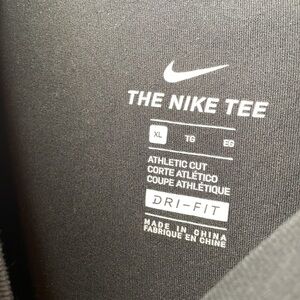 THE NIKE TEE
XL TG EG
ATHLETIC CUT
CORTE ATLÉTICO
COUPE ATHLÉTIQUE
DRI-FIT
MADE IN CHINA
FABRIQUÉ EN CHINE